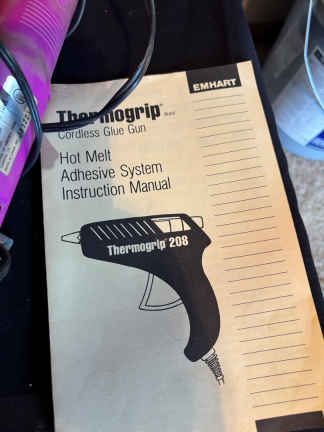 EMHART
Thermogrip®
Cordless Glue Gun
Hot Melt
Adhesive System
Instruction Manual
Thermogrip® 208